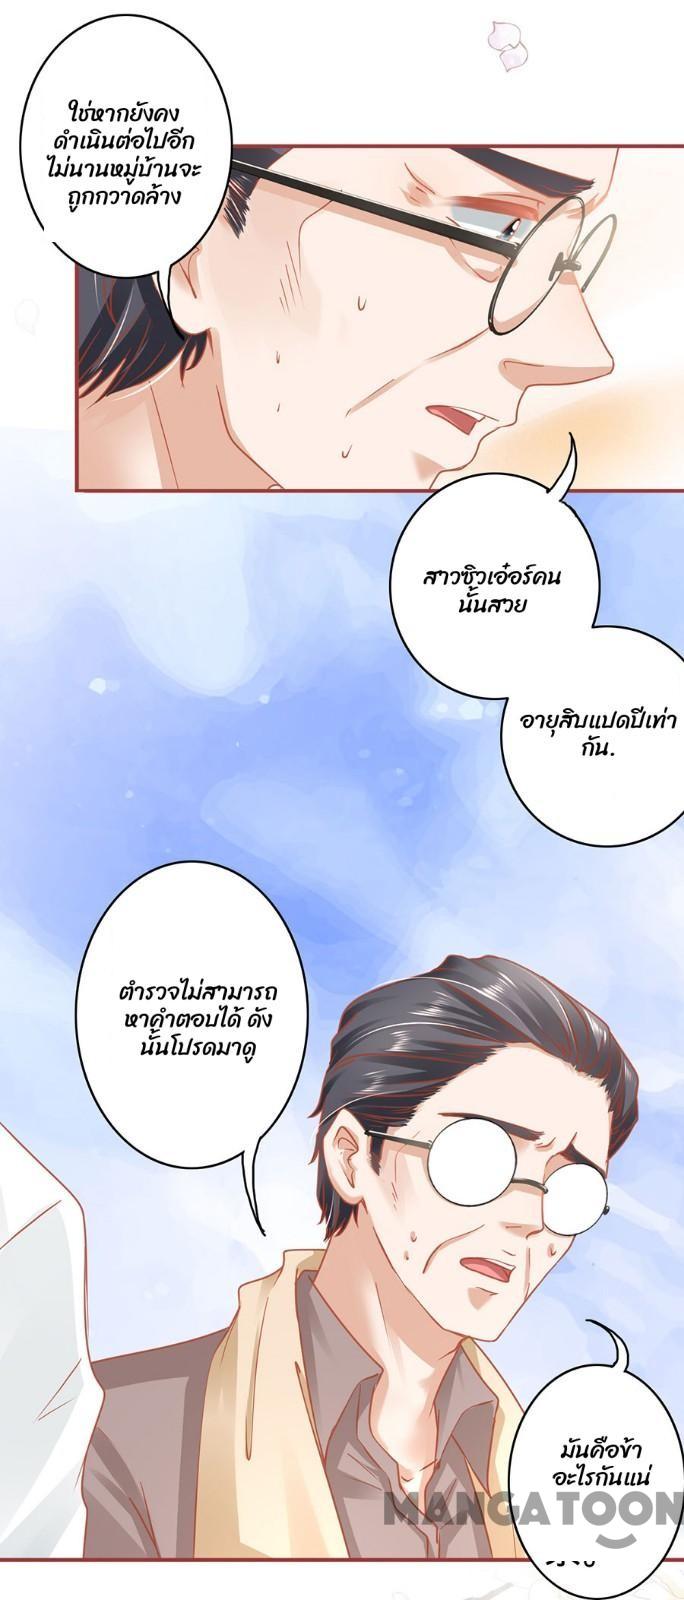 ใช่หากยังคง
ดำเนินต่อไปอีก
ไม่นานหมู่บ้านจะ
ถูกกวาดล้าง
สาวซิวเอ๋อร์คน
นั้นสวย
อายุสิบแปดปีเท่า
กัน.
ตำรวจไม่สามารถ
หาคำตอบได้ ดัง
นั้นโปรดมาดู
มันคือข้า
อะไรกันแน่
MANGATOON